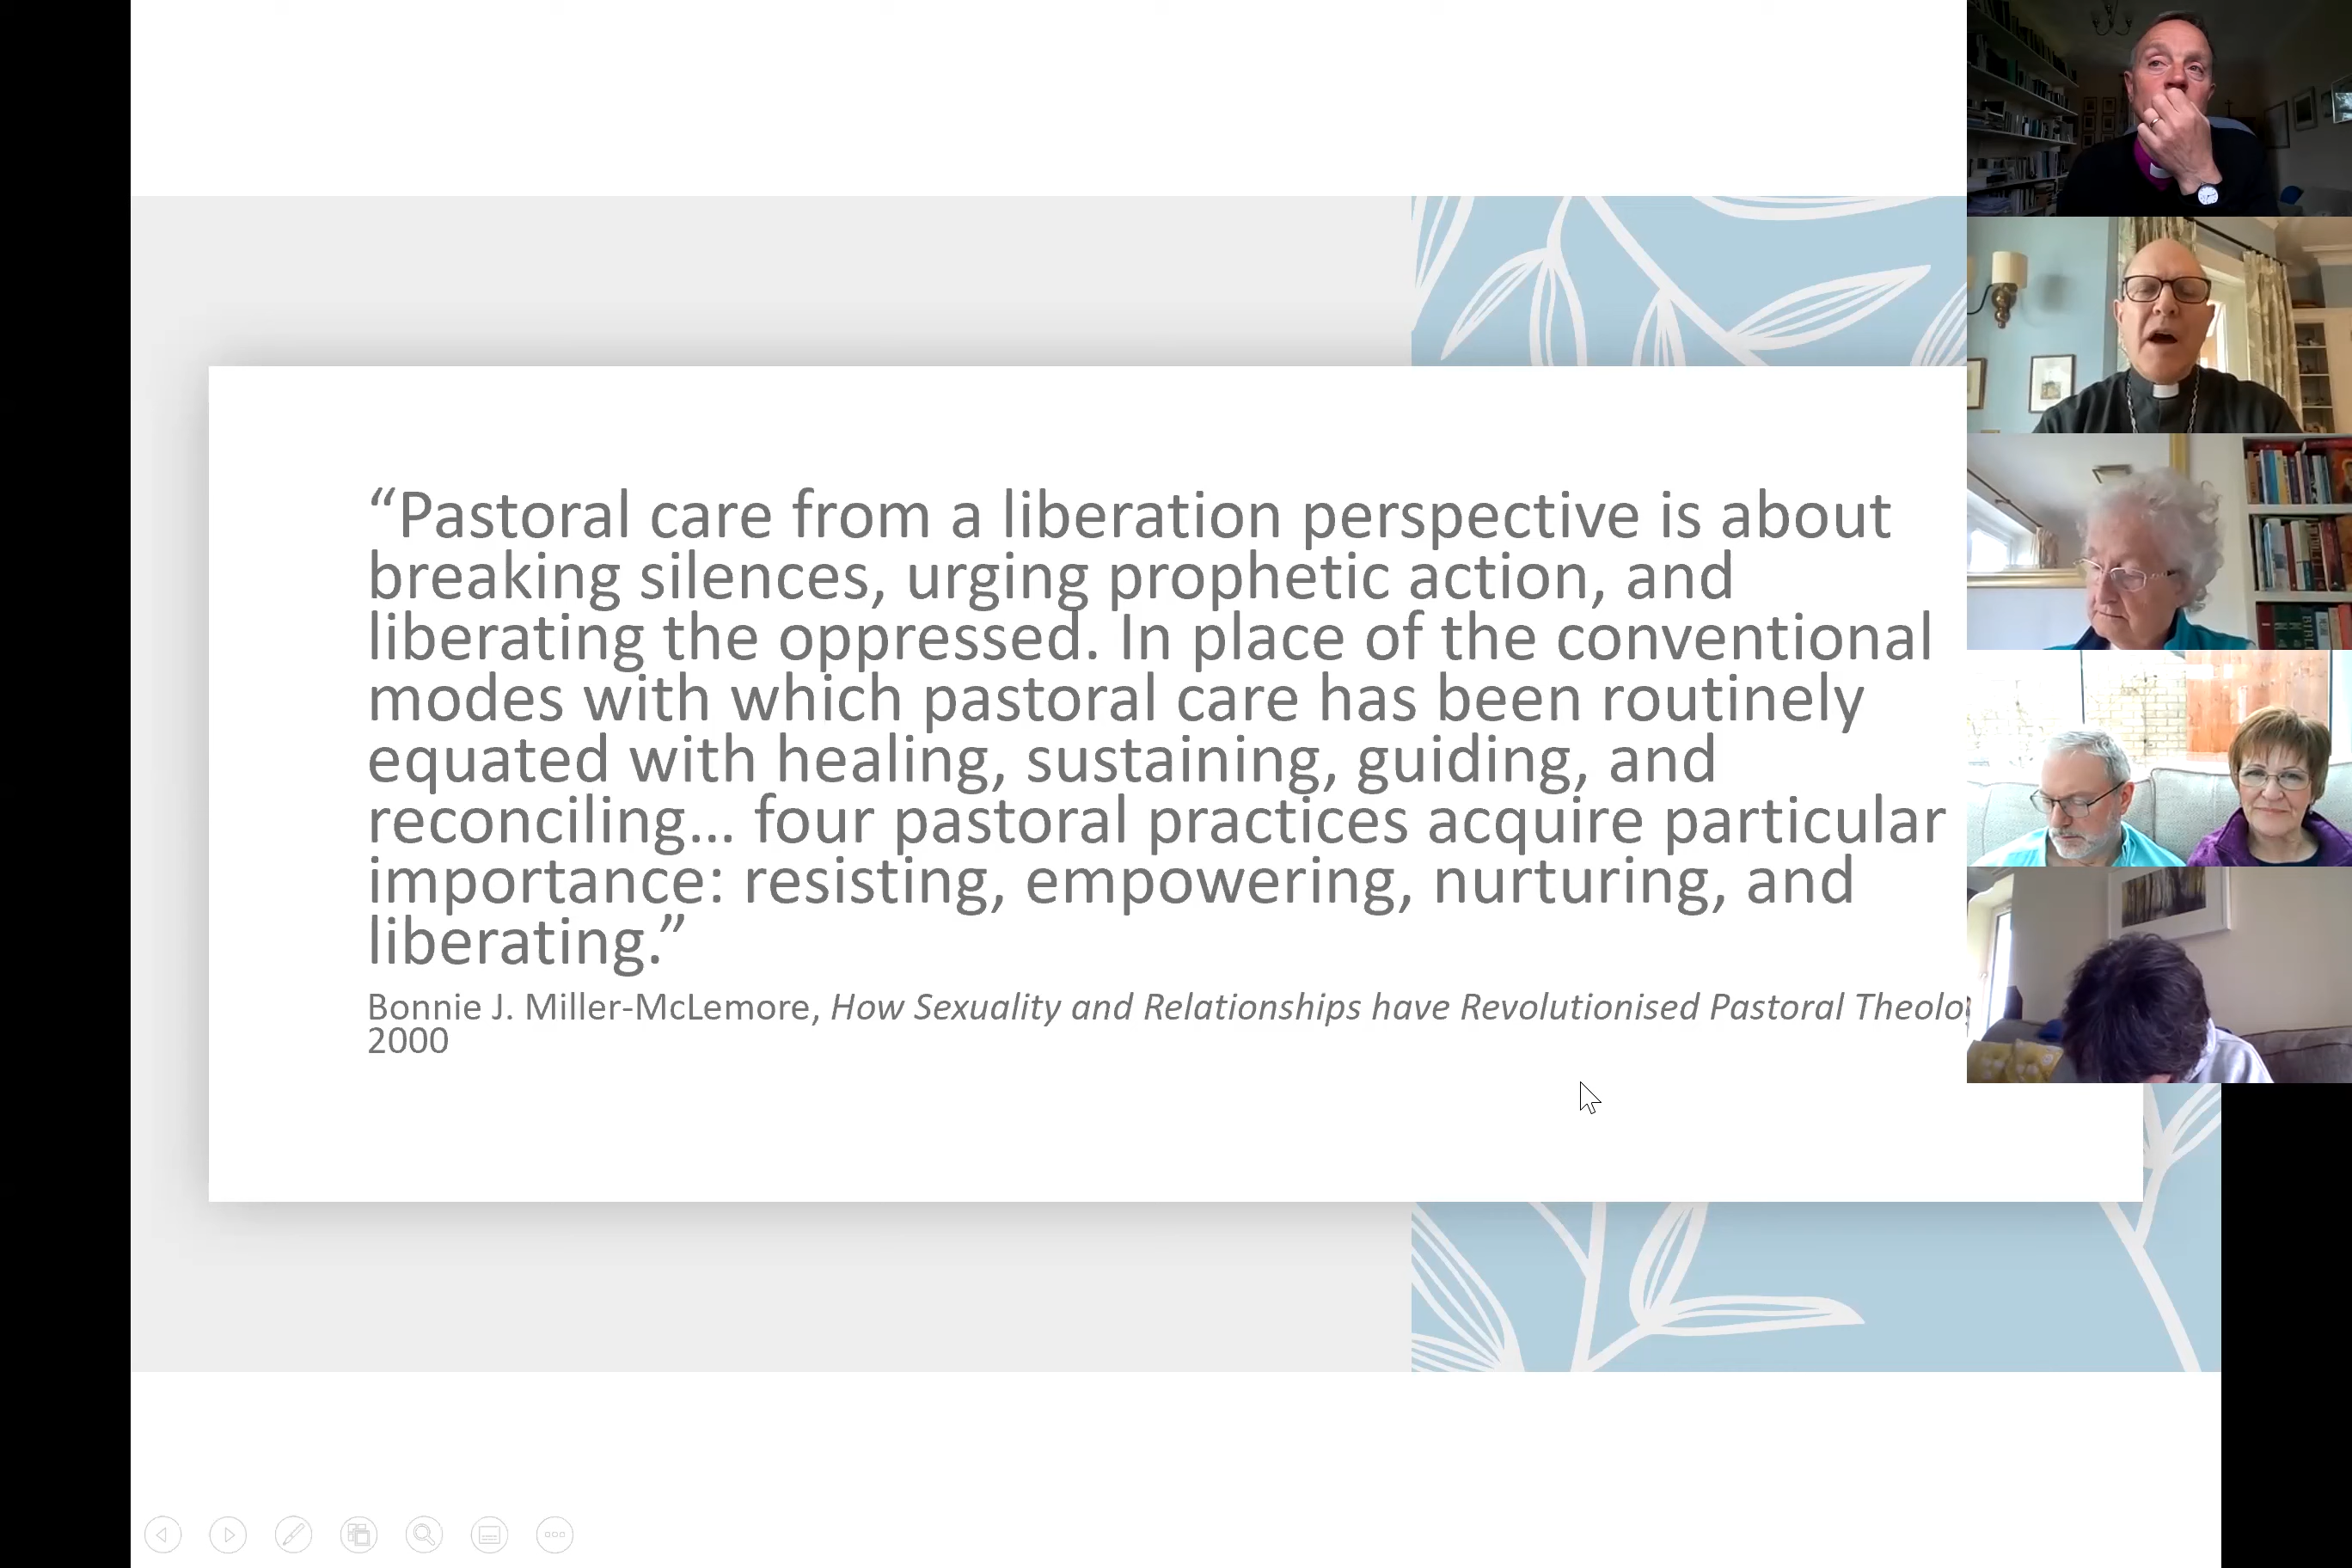 “Pastoral care from a liberation perspective is about
breaking silences, urging prophetic action, and
liberating the oppressed. In place of the conventional
modes with which pastoral care has been routinely
equated with healing, sustaining, guiding, and
reconciling... four pastoral practices acquire particular
importance: resisting, empowering, nurturing, and
liberating.”
Bonnie J. Miller-McLemore, How Sexuality and Relationships have Revolutionised Pastoral
2000